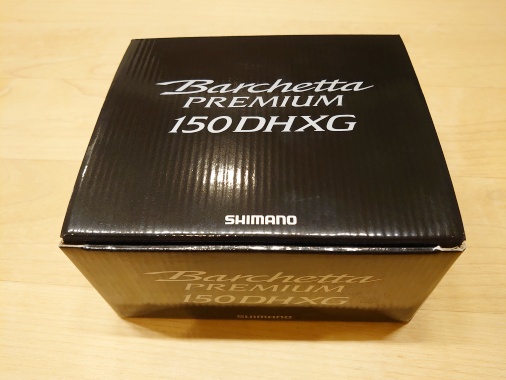 Barchetta
PREMIUM
150DHXG
SHIMANO
Barchetta
PREMIUM
150DHXG
SHIMANO